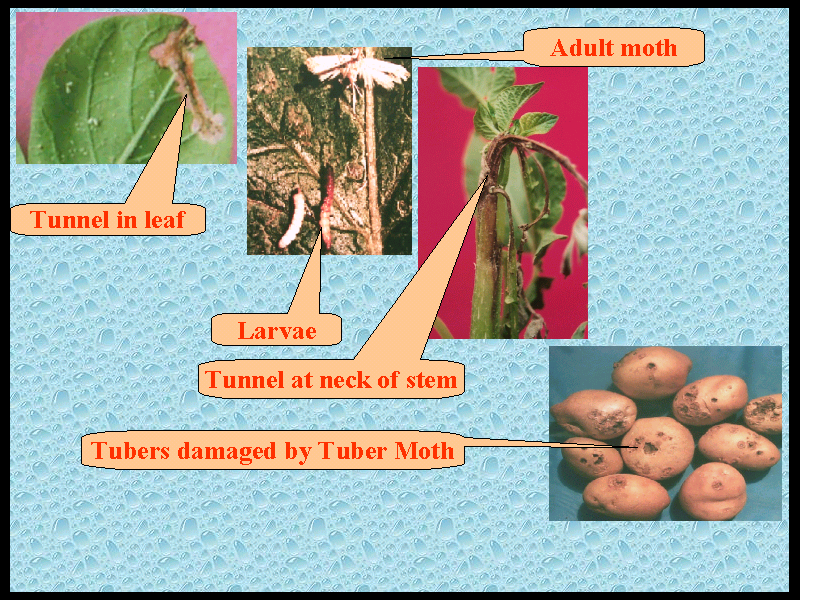 Adult moth
Tunnel in leaf
Larvae
Tunnel at neck of stem
Tubers damaged by Tuber Moth